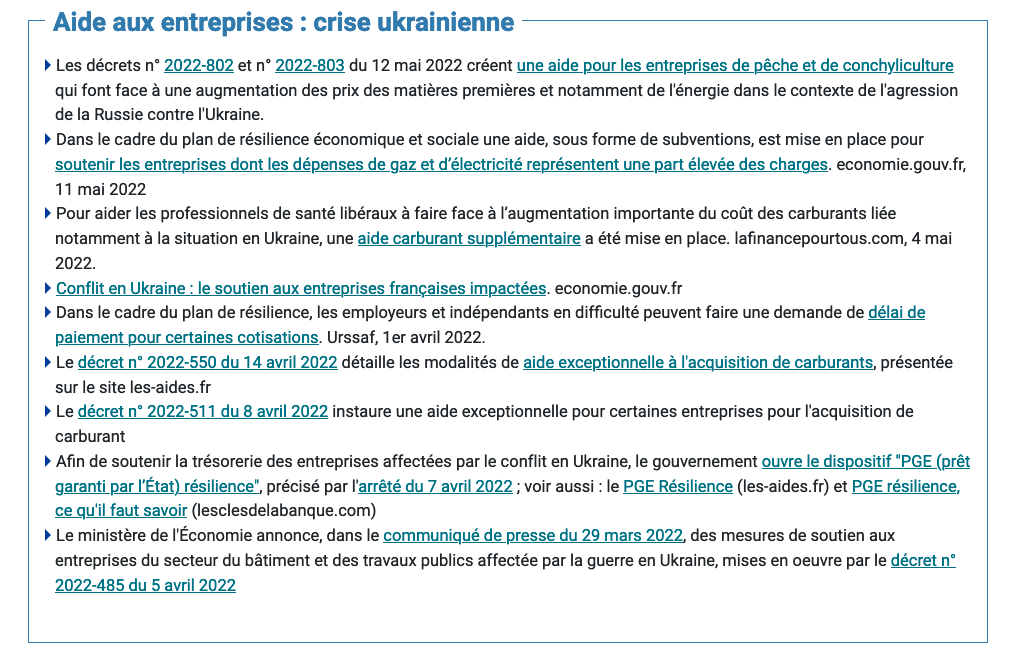 Aide aux entreprises : crise ukrainienne
Les décrets n° 2022-802 et n° 2022-803 du 12 mai 2022 créent une aide pour les entreprises de pêche et de conchyliculture
qui font face à une augmentation des prix des matières premières et notamment de l'énergie dans le contexte de l'agression
de la Russie contre l'Ukraine.
Dans le cadre du plan de résilience économique et sociale une aide, sous forme de subventions, est mise en place pour
soutenir les entreprises dont les dépenses de gaz et d’électricité représentent une part élevée des charges. economie.gouv.fr,
11 mai 2022
Pour aider les professionnels de santé libéraux à faire face à l’augmentation importante du coût des carburants liée
notamment à la situation en Ukraine, une aide carburant supplémentaire a été mise en place. lafinancepourtous.com, 4 mai
2022.
Conflit en Ukraine : le soutien aux entreprises françaises impactées. economie.gouv.fr
Dans le cadre du plan de résilience, les employeurs et indépendants en difficulté peuvent faire une demande de délai de
paiement pour certaines cotisations. Urssaf, 1er avril 2022.
Le décret n° 2022-550 du 14 avril 2022 détaille les modalités de aide exceptionnelle à l'acquisition de carburants, présentée
sur le site les-aides.fr
Le décret n° 2022-511 du 8 avril 2022 instaure une aide exceptionnelle pour certaines entreprises pour l'acquisition de
carburant
Afin de soutenir la trésorerie des entreprises affectées par le conflit en Ukraine, le gouvernement ouvre le dispositif "PGE (prêt
garanti par l’État) résilience", précisé par l'arrêté du 7 avril 2022 ; voir aussi : le PGE Résilience (les-aides.fr) et PGE résilience,
ce qu'il faut savoir (lesclesdelabanque.com)
Le ministère de l'Économie annonce, dans le communiqué de presse du 29 mars 2022, des mesures de soutien aux
entreprises du secteur du bâtiment et des travaux publics affectée par la guerre en Ukraine, mises en oeuvre par le décret n°
2022-485 du 5 avril 2022